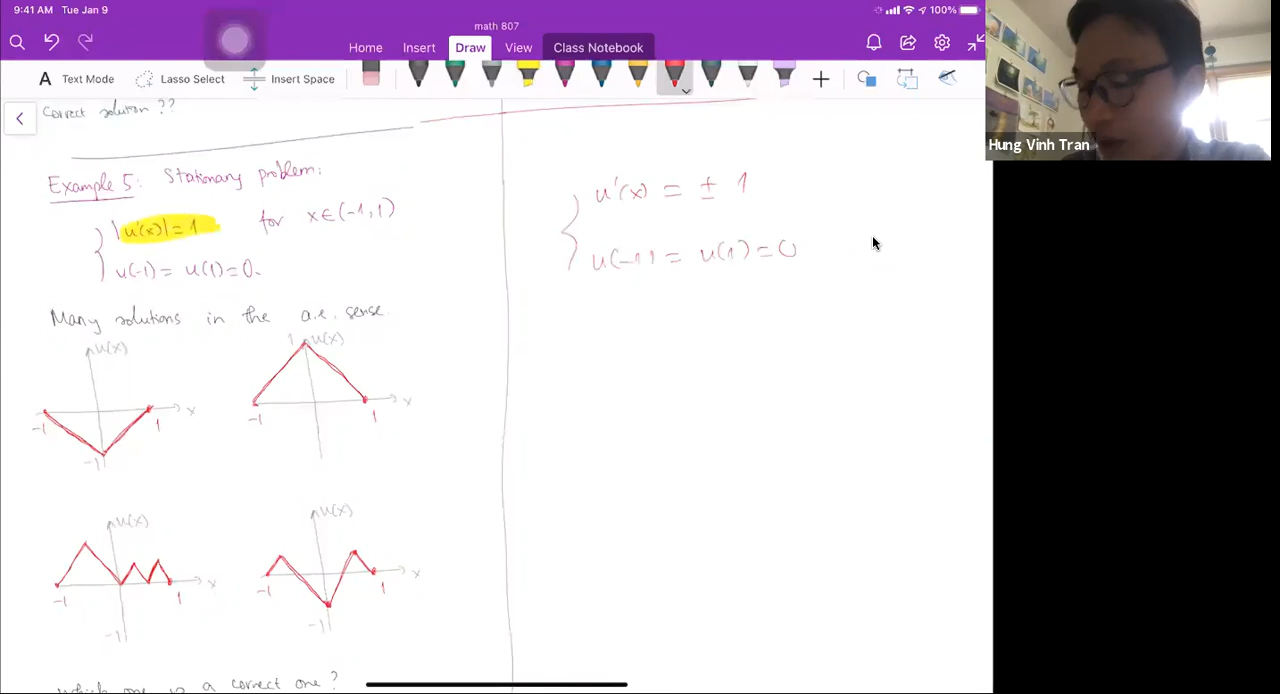 9:41 AM Tue Jan 9
100%
math 807
Home Insert Draw View Class Notebook
A Text Mode Lasso Select Insert Space
Hung Vinh Tran
Correct solution ??
Example 5: Stationary problem:
|u'(x)| = 1 for x ∈ (-1, 1)
u(-1) = u(1) = 0.
Many solutions in the a.e. sense.
u(x)
-1 1 x
-1
1 u(x)
-1 1 x
u(x)
-1 1 x
-1
u(x)
-1 1 x
-1
which one is a correct one?
u'(x) = ± 1
u(-1) = u(1) = 0